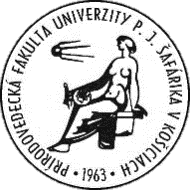 PRÍRODOVEDECKÁ FAKULTA UNIVERZITY P. J. ŠAFÁRIKA V KOŠICIACH
• 1963 •